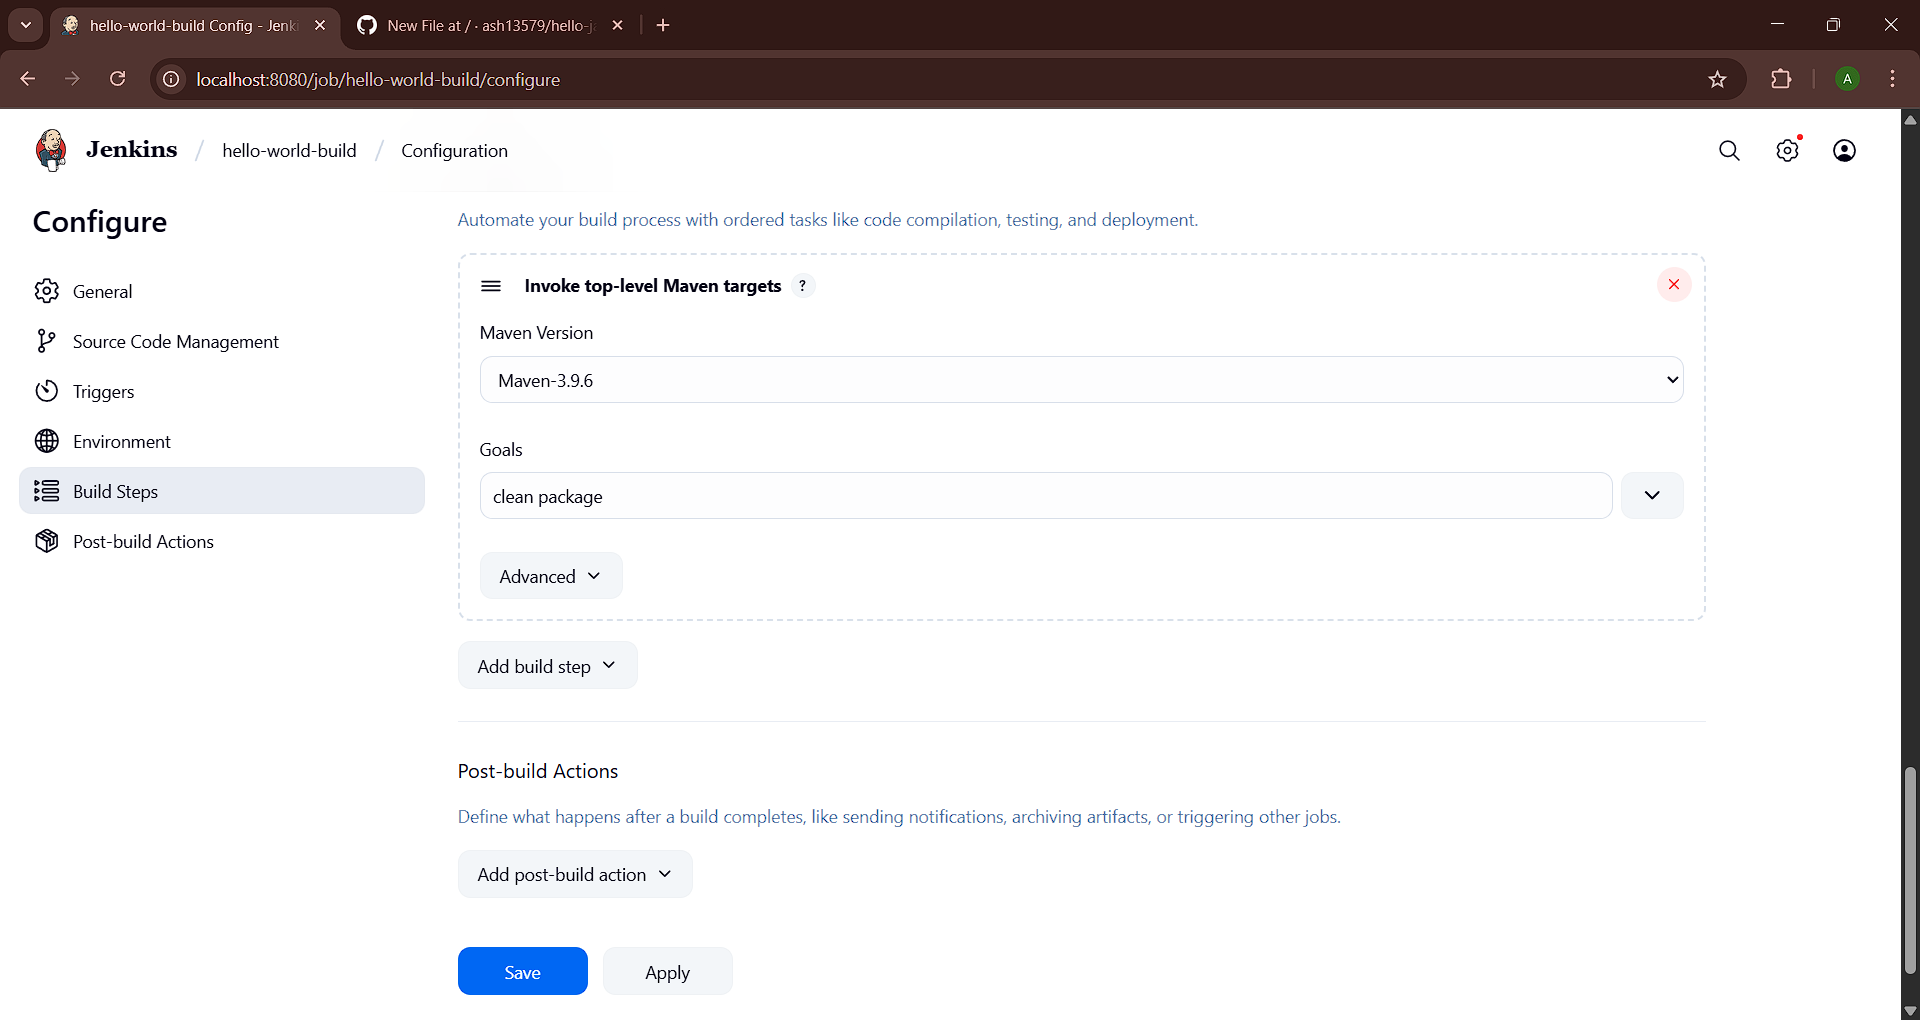 hello-world-build Config - Jenki
New File at / · ash13579/hello-ja
localhost:8080/job/hello-world-build/configure
A
Jenkins / hello-world-build / Configuration
Configure
General
Source Code Management
Triggers
Environment
Build Steps
Post-build Actions
Automate your build process with ordered tasks like code compilation, testing, and deployment.
Invoke top-level Maven targets ?
Maven Version
Maven-3.9.6
Goals
clean package
Advanced
Add build step
Post-build Actions
Define what happens after a build completes, like sending notifications, archiving artifacts, or triggering other jobs.
Add post-build action
Save
Apply